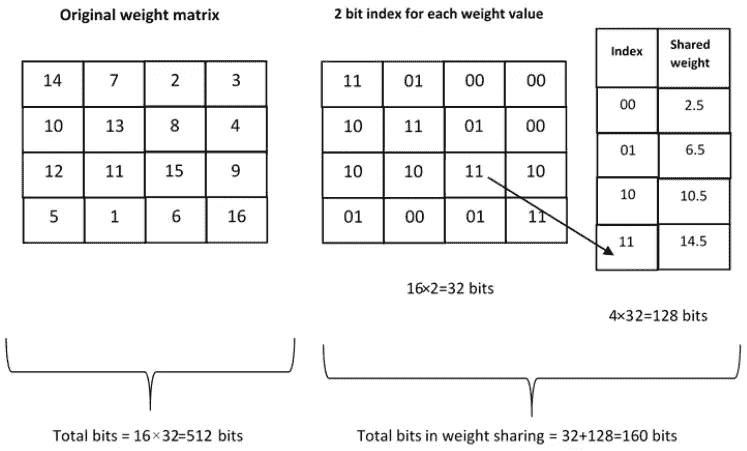 Original weight matrix
14 7 2 3
10 13 8 4
12 11 15 9
5 1 6 16
Total bits = 16×32=512 bits
2 bit index for each weight value
11 01 00 00
10 11 01 00
10 10 11 10
01 00 01 11
16×2=32 bits
Index Shared
weight
00 2.5
01 6.5
10 10.5
11 14.5
4×32=128 bits
Total bits in weight sharing = 32+128=160 bits